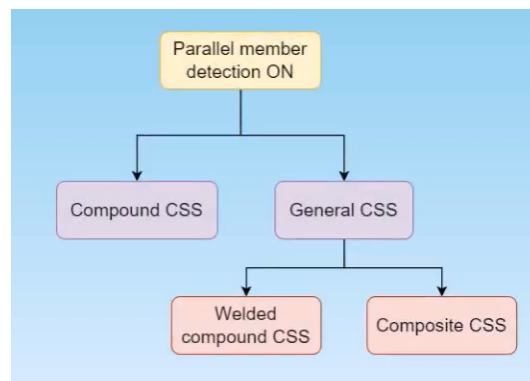 Parallel member
detection ON
Compound CSS
General CSS
Welded
compound CSS
Composite CSS